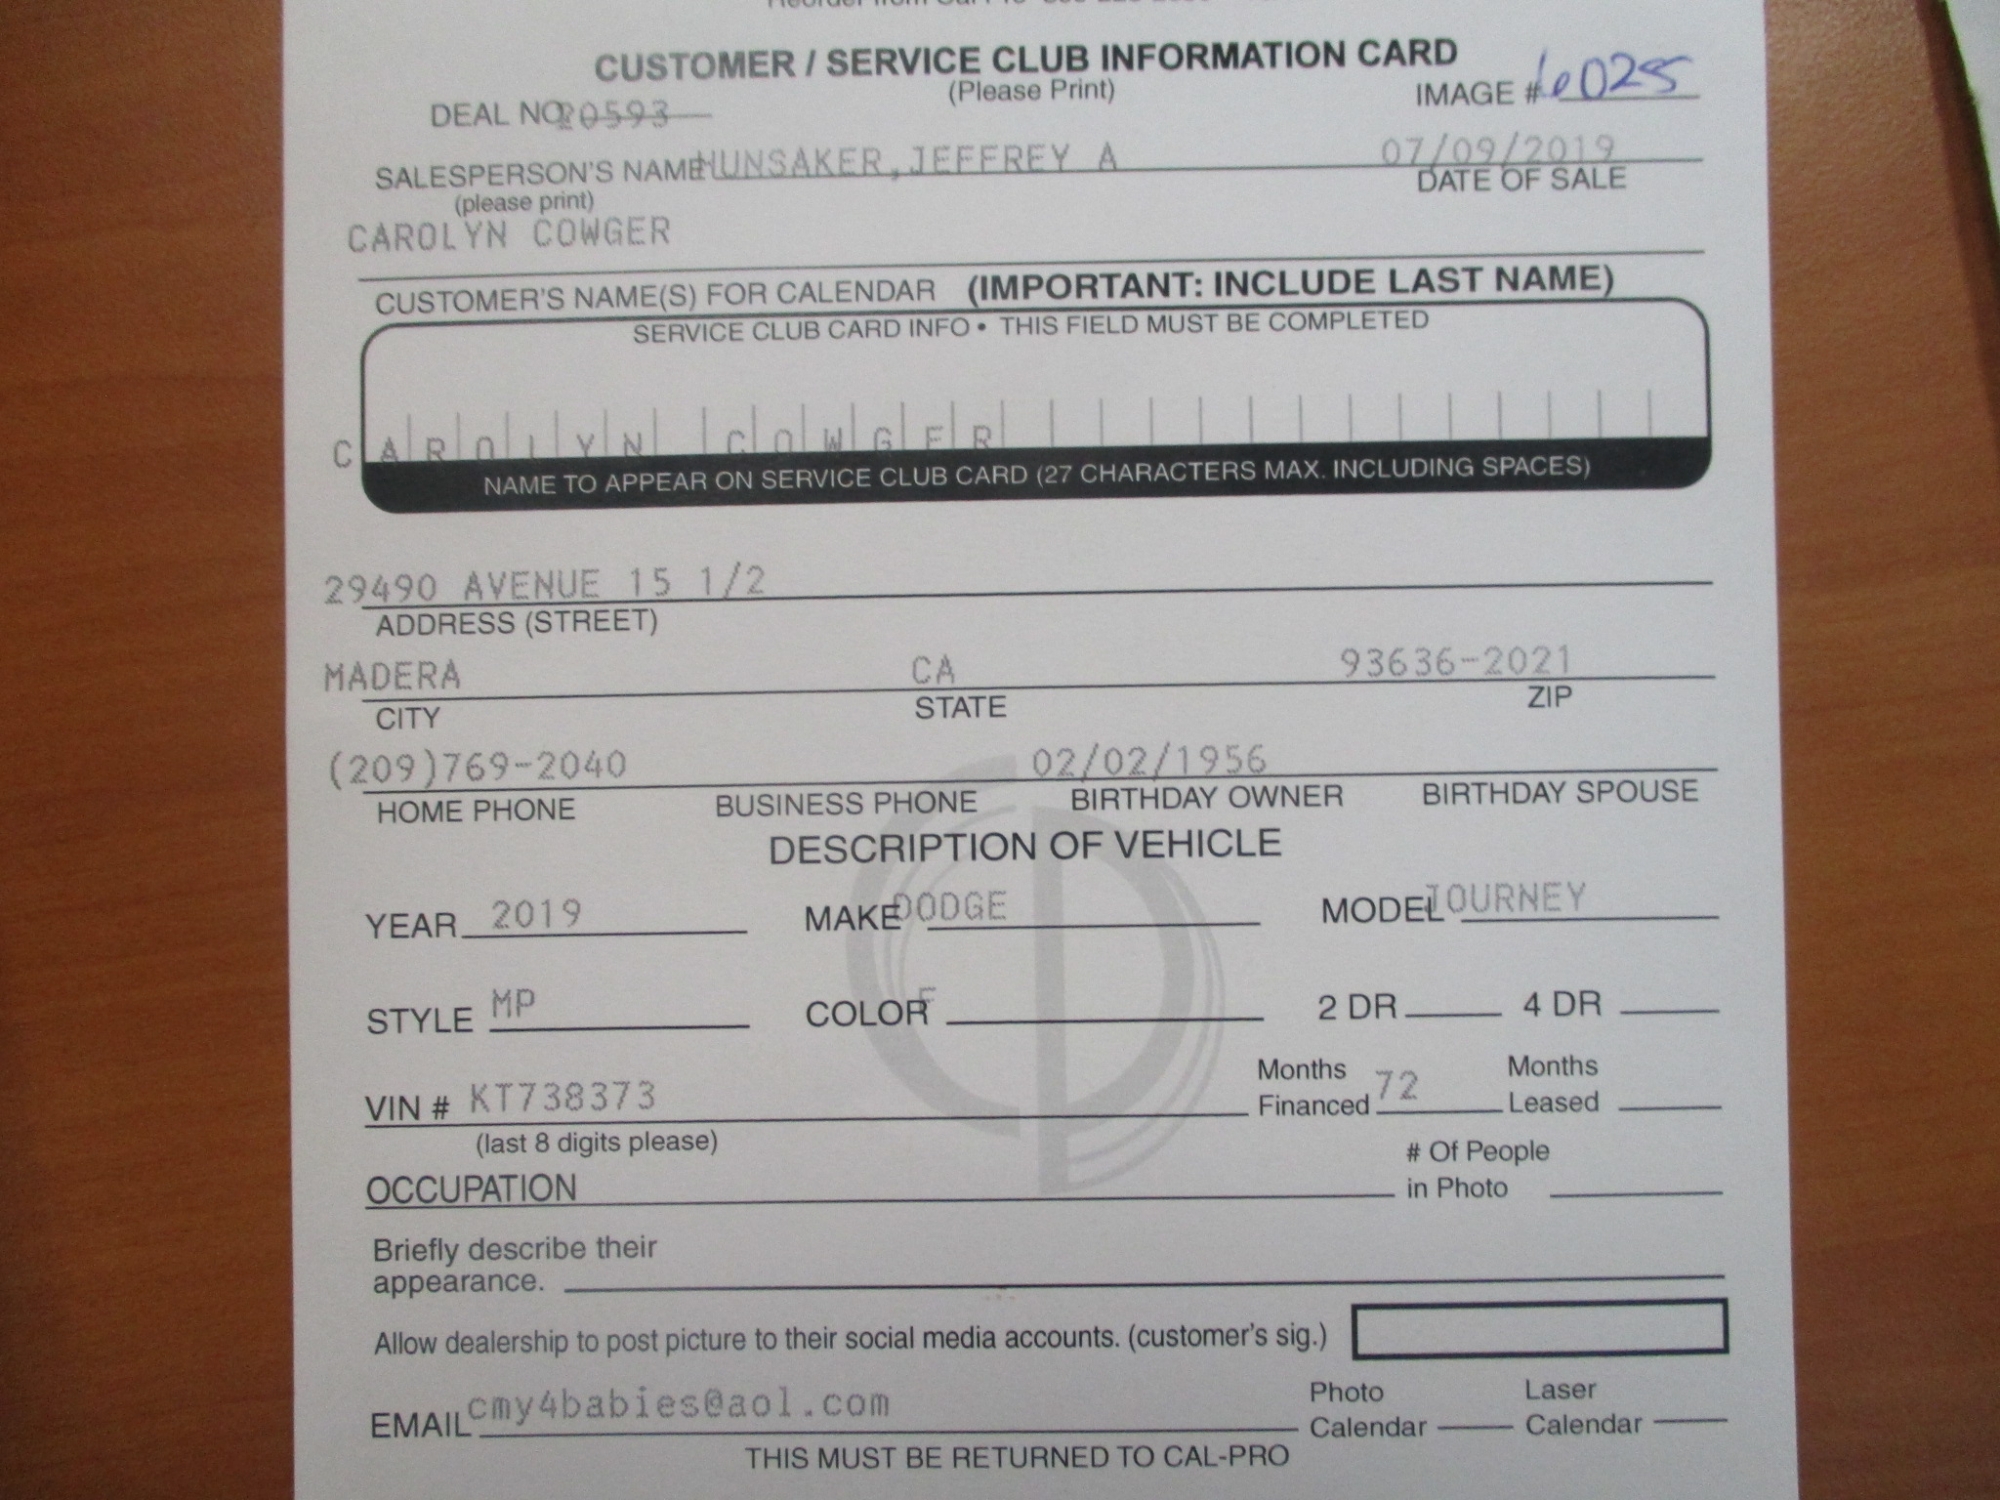 CUSTOMER / SERVICE CLUB INFORMATION CARD
(Please Print)
DEAL NO. 20593 IMAGE # 6025
SALESPERSON'S NAME HUNSAKER,JEFFREY A 07/09/2019
(please print) DATE OF SALE
CAROLYN COWGER
CUSTOMER'S NAME(S) FOR CALENDAR (IMPORTANT: INCLUDE LAST NAME)
SERVICE CLUB CARD INFO • THIS FIELD MUST BE COMPLETED
C A R O L Y N C O W G E R
NAME TO APPEAR ON SERVICE CLUB CARD (27 CHARACTERS MAX. INCLUDING SPACES)
29490 AVENUE 15 1/2
ADDRESS (STREET)
MADERA CA 93636-2021
CITY STATE ZIP
(209)769-2040 02/02/1956
HOME PHONE BUSINESS PHONE BIRTHDAY OWNER BIRTHDAY SPOUSE
DESCRIPTION OF VEHICLE
YEAR 2019 MAKE DODGE MODEL JOURNEY
STYLE MP COLOR 2 DR 4 DR
VIN # KT738373 Months Financed 72 Months Leased
(last 8 digits please)
OCCUPATION # Of People in Photo
Briefly describe their
appearance.
Allow dealership to post picture to their social media accounts. (customer's sig.)
EMAIL cmy4babies@aol.com Photo Calendar Laser Calendar
THIS MUST BE RETURNED TO CAL-PRO